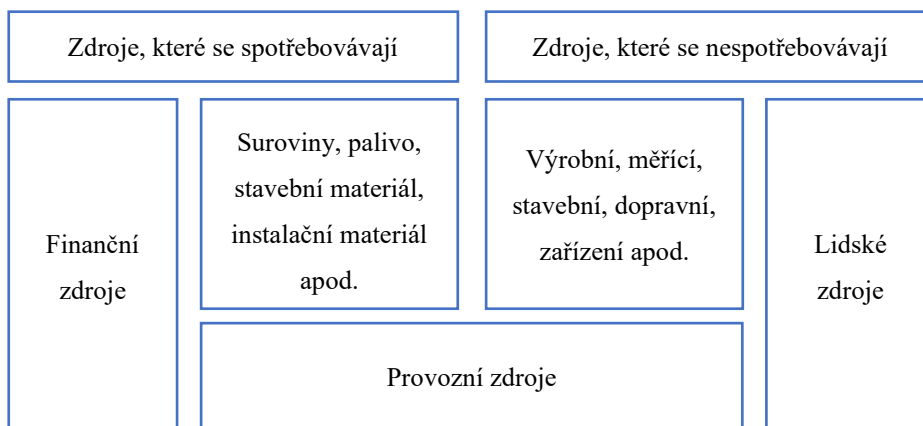 Zdroje, které se spotřebovávají
Zdroje, které se nespotřebovávají
Finanční
zdroje
Suroviny, palivo,
stavební materiál,
instalační materiál
apod.
Výrobní, měřící,
stavební, dopravní,
zařízení apod.
Lidské
zdroje
Provozní zdroje